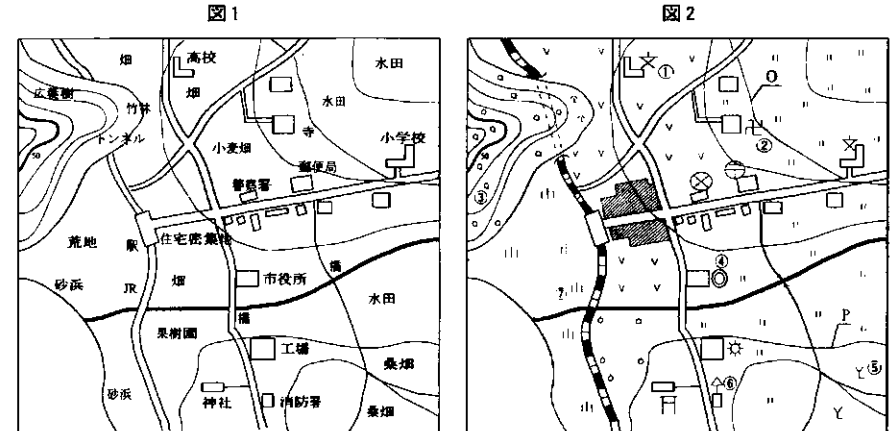 図1
図2
畑
高校
水田
広葉樹
竹林
畑
水田
トンネル
寺
小麦畑
小学校
郵便局
警察署
50
荒地
駅
住宅密集地
砂浜
JR
畑
市役所
橋
水田
橋
果樹園
工場
桑畑
砂浜
神社
消防署
桑畑
①
O
②
50
③
④
P
⑤
⑥